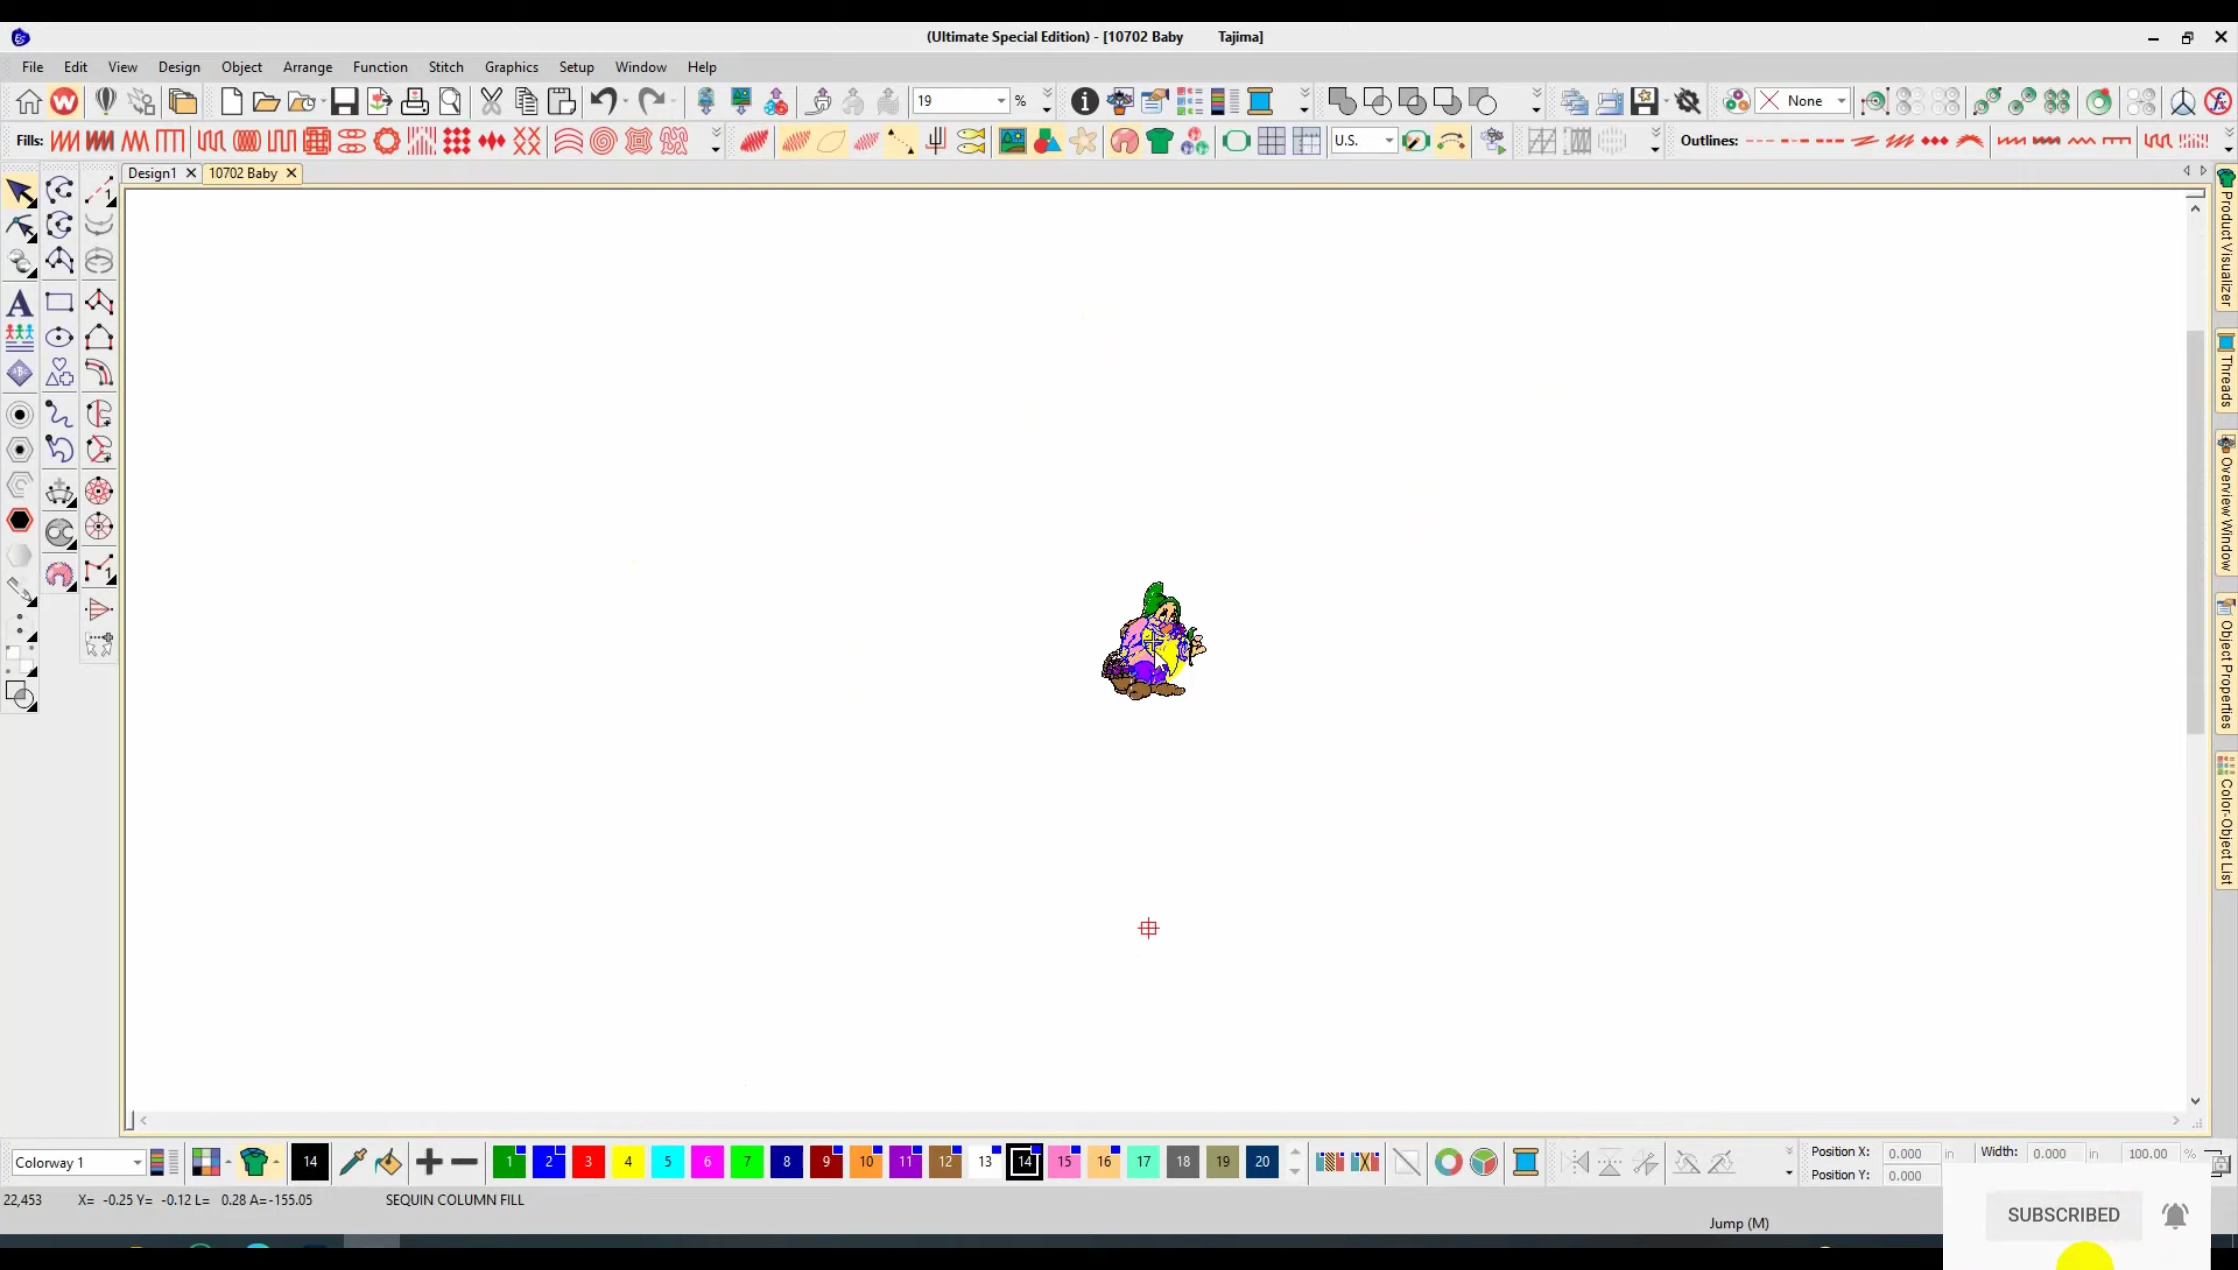 (Ultimate Special Edition) - [10702 Baby Tajima]
File Edit View Design Object Arrange Function Stitch Graphics Setup Window Help
19 %
None
Fills:
U.S.
Outlines:
Design1
10702 Baby
Product Visualizer
Threads
Overview Window
Object Properties
Color-Object List
Colorway 1
14
1 2 3 4 5 6 7 8 9 10 11 12 13 14 15 16 17 18 19 20
Position X: 0.000 in
Position Y: 0.000
Width: 0.000 in 100.00 %
22,453 X= -0.25 Y= -0.12 L= 0.28 A=-155.05 SEQUIN COLUMN FILL
Jump (M)
SUBSCRIBED